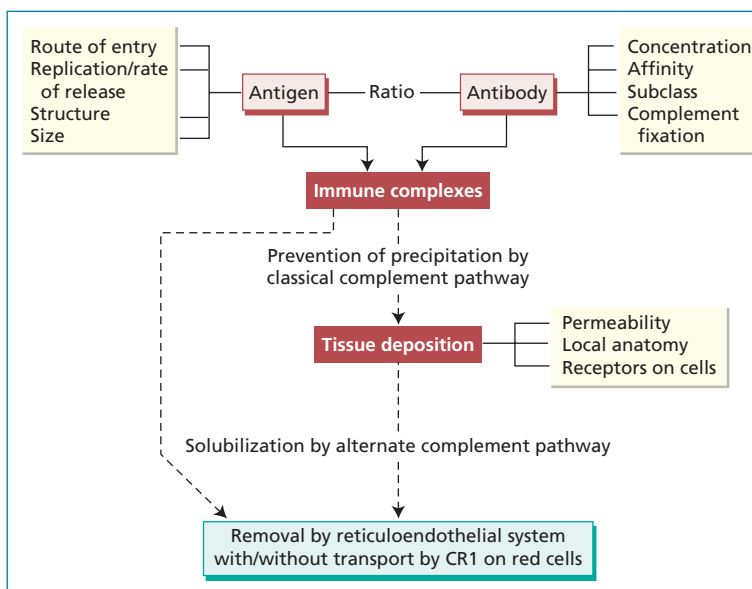 Route of entry
Replication/rate
of release
Structure
Size
Antigen
Ratio
Antibody
Concentration
Affinity
Subclass
Complement
fixation
Immune complexes
Prevention of precipitation by
classical complement pathway
Tissue deposition
Permeability
Local anatomy
Receptors on cells
Solubilization by alternate complement pathway
Removal by reticuloendothelial system
with/without transport by CR1 on red cells